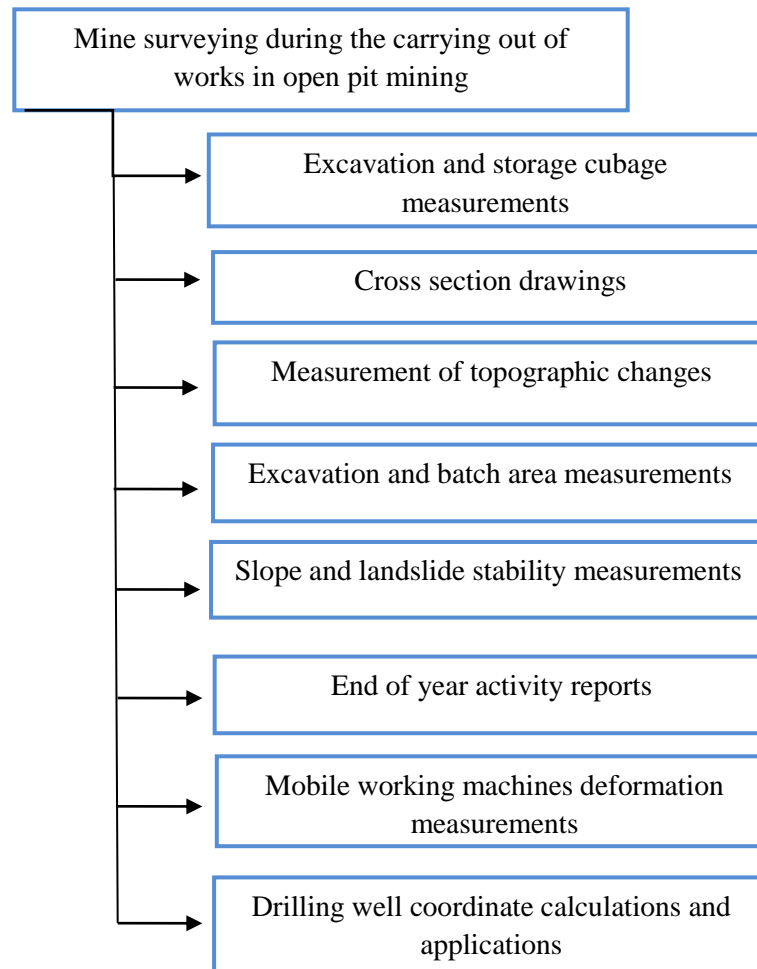 Mine surveying during the carrying out of
works in open pit mining
Excavation and storage cubage
measurements
Cross section drawings
Measurement of topographic changes
Excavation and batch area measurements
Slope and landslide stability measurements
End of year activity reports
Mobile working machines deformation
measurements
Drilling well coordinate calculations and
applications